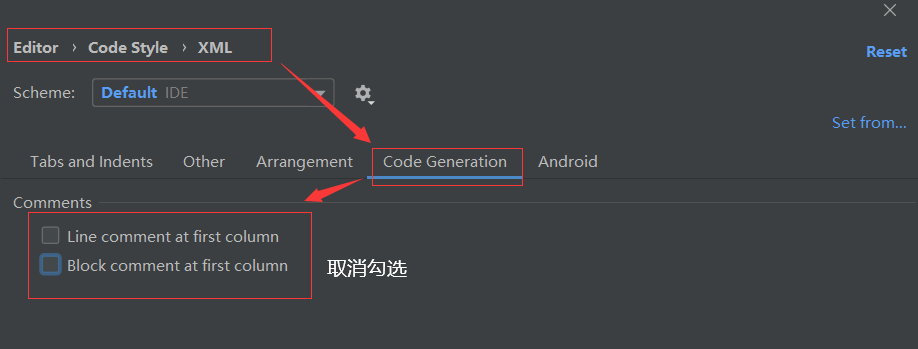 Editor › Code Style › XML
Reset
Scheme: Default IDE
Set from...
Tabs and Indents Other Arrangement Code Generation Android
Comments
Line comment at first column
Block comment at first column 取消勾选